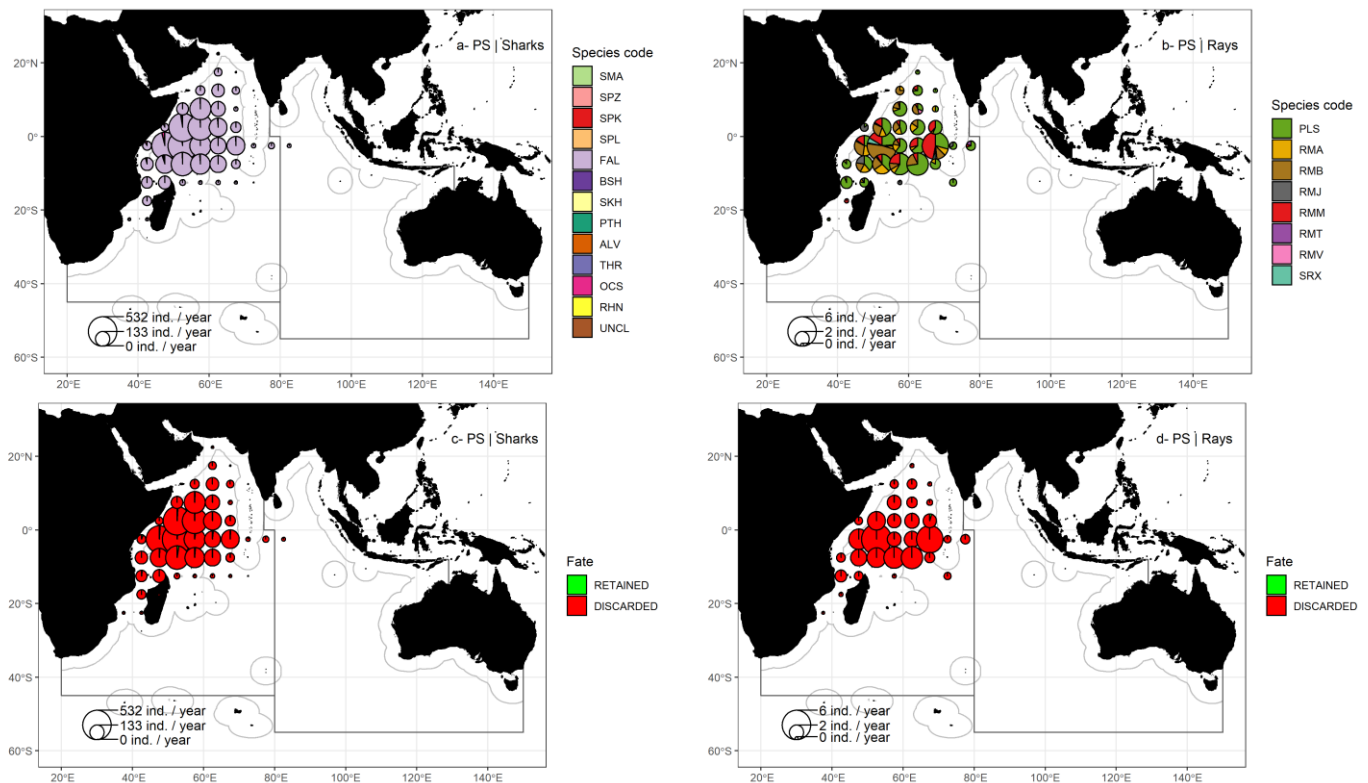 a- PS | Sharks
20°N
0°
20°S
40°S
60°S
20°E
40°E
60°E
80°E
100°E
120°E
140°E
532 ind. / year
133 ind. / year
0 ind. / year
Species code
SMA
SPZ
SPK
SPL
FAL
BSH
SKH
PTH
ALV
THR
OCS
RHN
UNCL
b- PS | Rays
20°N
0°
20°S
40°S
60°S
20°E
40°E
60°E
80°E
100°E
120°E
140°E
6 ind. / year
2 ind. / year
0 ind. / year
Species code
PLS
RMA
RMB
RMJ
RMM
RMT
RMV
SRX
c- PS | Sharks
20°N
0°
20°S
40°S
60°S
20°E
40°E
60°E
80°E
100°E
120°E
140°E
532 ind. / year
133 ind. / year
0 ind. / year
Fate
RETAINED
DISCARDED
d- PS | Rays
20°N
0°
20°S
40°S
60°S
20°E
40°E
60°E
80°E
100°E
120°E
140°E
6 ind. / year
2 ind. / year
0 ind. / year
Fate
RETAINED
DISCARDED